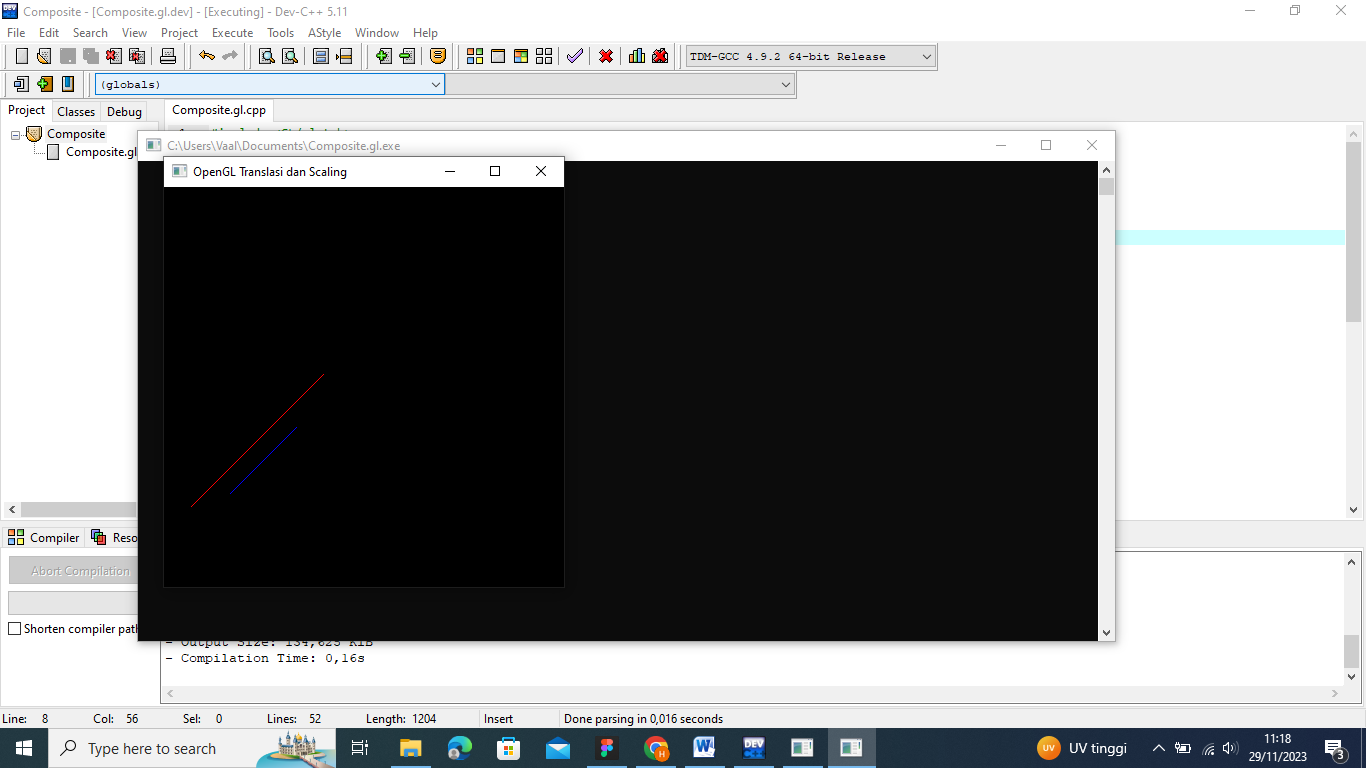 Composite - [Composite.gl.dev] - [Executing] - Dev-C++ 5.11
File Edit Search View Project Execute Tools AStyle Window Help
TDM-GCC 4.9.2 64-bit Release
(globals)
Project Classes Debug
Composite.gl.cpp
Composite
Composite.gl
C:\Users\Vaal\Documents\Composite.gl.exe
OpenGL Translasi dan Scaling
Compiler Reso
Abort Compilation
Shorten compiler path
- Output Size: 134,625 KiB
- Compilation Time: 0,16s
Line: 8 Col: 56 Sel: 0 Lines: 52 Length: 1204 Insert Done parsing in 0,016 seconds
Type here to search
UV
UV tinggi
11:18
29/11/2023
3